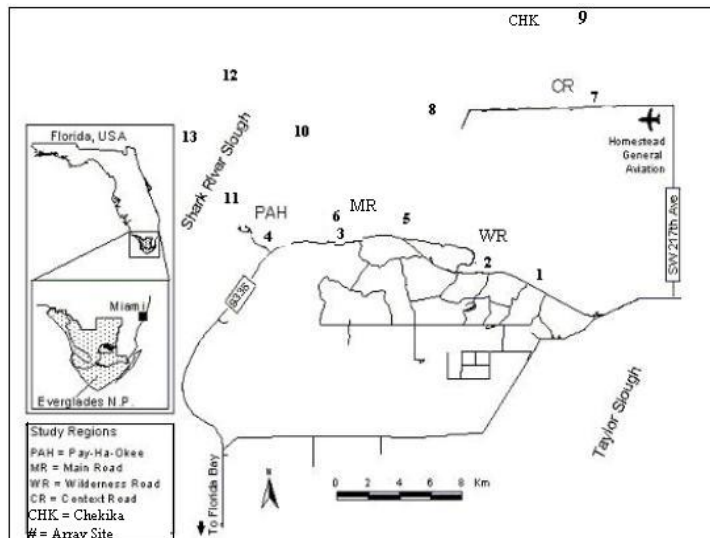 CHK 9
12
CR
7
8
Florida, USA
13
10
Homestead
General
Aviation
Shark River Slough
11
PAH
6
MR
5
4
3
WR
2
1
SW 217th Ave
9336
Miami
Everglades N.P.
Taylor Slough
Study Regions
PAH = Pay-Ha-Okee
MR = Main Road
WR = Wilderness Road
CR = Context Road
CHK = Chekika
# = Array Site
To Florida Bay
N
0 2 4 6 8 Km